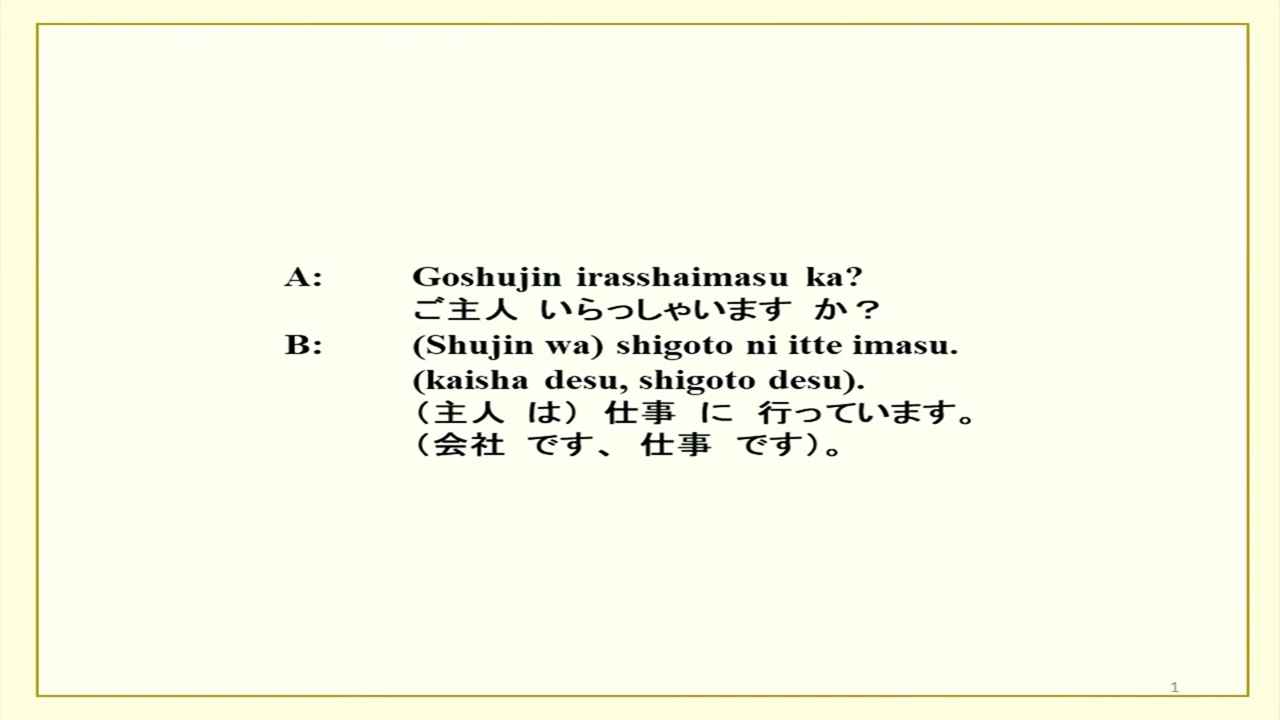 A: Goshujin irasshaimasu ka?
ご主人 いらっしゃいます か？
B: (Shujin wa) shigoto ni itte imasu.
(kaisha desu, shigoto desu).
（主人 は） 仕事 に 行っています。
（会社 です、 仕事 です）。
1